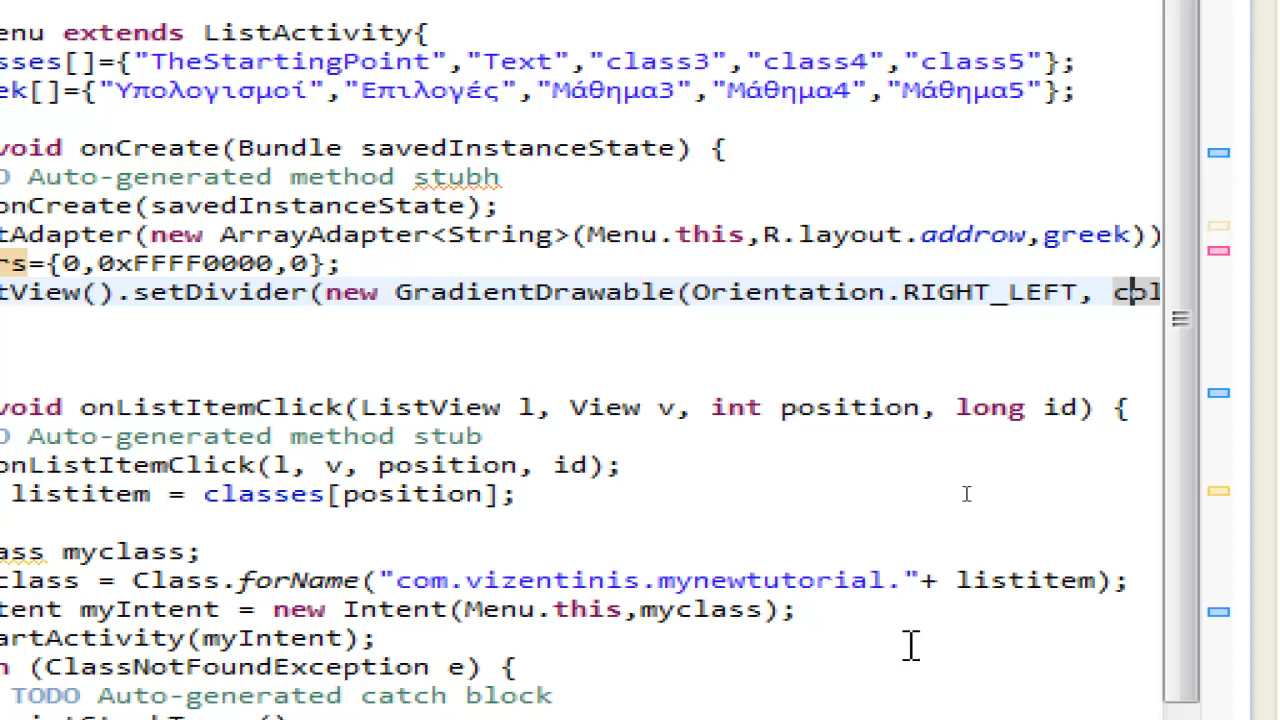 enu extends ListActivity{
sses[]={"TheStartingPoint","Text","class3","class4","class5"};
ek[]={"Υπολογισμοί","Επιλογές","Μάθημα3","Μάθημα4","Μάθημα5"};
void onCreate(Bundle savedInstanceState) {
O Auto-generated method stubh
onCreate(savedInstanceState);
tAdapter(new ArrayAdapter<String>(Menu.this,R.layout.addrow,greek))
rs={0,0xFFFF0000,0};
tView().setDivider(new GradientDrawable(Orientation.RIGHT_LEFT, col
void onListItemClick(ListView l, View v, int position, long id) {
O Auto-generated method stub
onListItemClick(l, v, position, id);
listitem = classes[position];
ass myclass;
class = Class.forName("com.vizentinis.mynewtutorial."+ listitem);
tent myIntent = new Intent(Menu.this,myclass);
artActivity(myIntent);
h (ClassNotFoundException e) {
TODO Auto-generated catch block